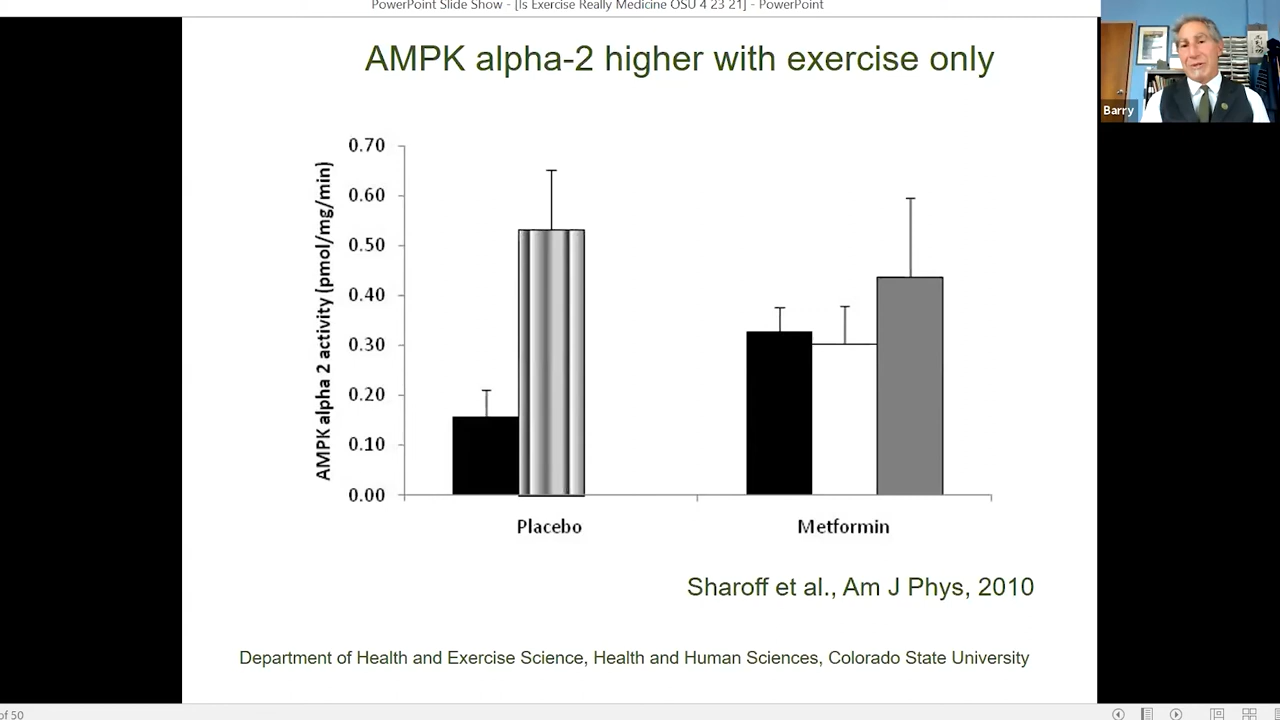 PowerPoint Slide Show - [Is Exercise Really Medicine OSU 4 23 21] - PowerPoint
AMPK alpha-2 higher with exercise only
Barry
AMPK alpha 2 activity (pmol/mg/min)
0.70
0.60
0.50
0.40
0.30
0.20
0.10
0.00
Placebo
Metformin
Sharoff et al., Am J Phys, 2010
Department of Health and Exercise Science, Health and Human Sciences, Colorado State University
of 50